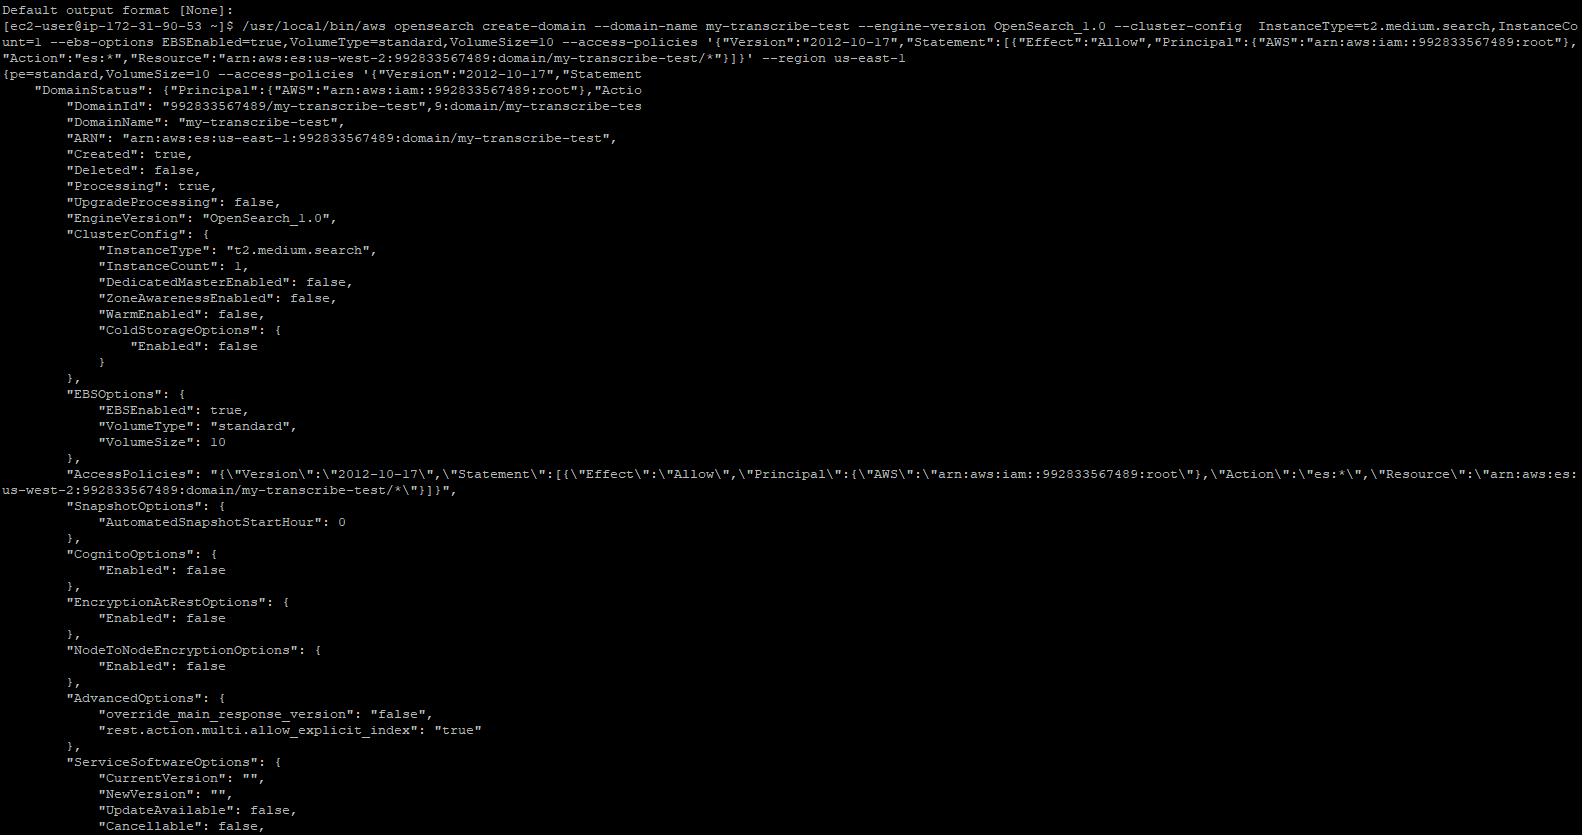 Default output format [None]:
[ec2-user@ip-172-31-90-53 ~]$ /usr/local/bin/aws opensearch create-domain --domain-name my-transcribe-test --engine-version OpenSearch_1.0 --cluster-config  InstanceType=t2.medium.search,InstanceCo
unt=1 --ebs-options EBSEnabled=true,VolumeType=standard,VolumeSize=10 --access-policies '{"Version":"2012-10-17","Statement":[{"Effect":"Allow","Principal":{"AWS":"arn:aws:iam::992833567489:root"},
"Action":"es:*","Resource":"arn:aws:es:us-west-2:992833567489:domain/my-transcribe-test/*"}]}' --region us-east-1
{pe=standard,VolumeSize=10 --access-policies '{"Version":"2012-10-17","Statement
    "DomainStatus": {"Principal":{"AWS":"arn:aws:iam::992833567489:root"},"Actio
        "DomainId": "992833567489/my-transcribe-test",9:domain/my-transcribe-tes
        "DomainName": "my-transcribe-test",
        "ARN": "arn:aws:es:us-east-1:992833567489:domain/my-transcribe-test",
        "Created": true,
        "Deleted": false,
        "Processing": true,
        "UpgradeProcessing": false,
        "EngineVersion": "OpenSearch_1.0",
        "ClusterConfig": {
            "InstanceType": "t2.medium.search",
            "InstanceCount": 1,
            "DedicatedMasterEnabled": false,
            "ZoneAwarenessEnabled": false,
            "WarmEnabled": false,
            "ColdStorageOptions": {
                "Enabled": false
            }
        },
        "EBSOptions": {
            "EBSEnabled": true,
            "VolumeType": "standard",
            "VolumeSize": 10
        },
        "AccessPolicies": "{\"Version\":\"2012-10-17\",\"Statement\":[{\"Effect\":\"Allow\",\"Principal\":{\"AWS\":\"arn:aws:iam::992833567489:root\"},\"Action\":\"es:*\",\"Resource\":\"arn:aws:es:
us-west-2:992833567489:domain/my-transcribe-test/*\"}]}",
        "SnapshotOptions": {
            "AutomatedSnapshotStartHour": 0
        },
        "CognitoOptions": {
            "Enabled": false
        },
        "EncryptionAtRestOptions": {
            "Enabled": false
        },
        "NodeToNodeEncryptionOptions": {
            "Enabled": false
        },
        "AdvancedOptions": {
            "override_main_response_version": "false",
            "rest.action.multi.allow_explicit_index": "true"
        },
        "ServiceSoftwareOptions": {
            "CurrentVersion": "",
            "NewVersion": "",
            "UpdateAvailable": false,
            "Cancellable": false,